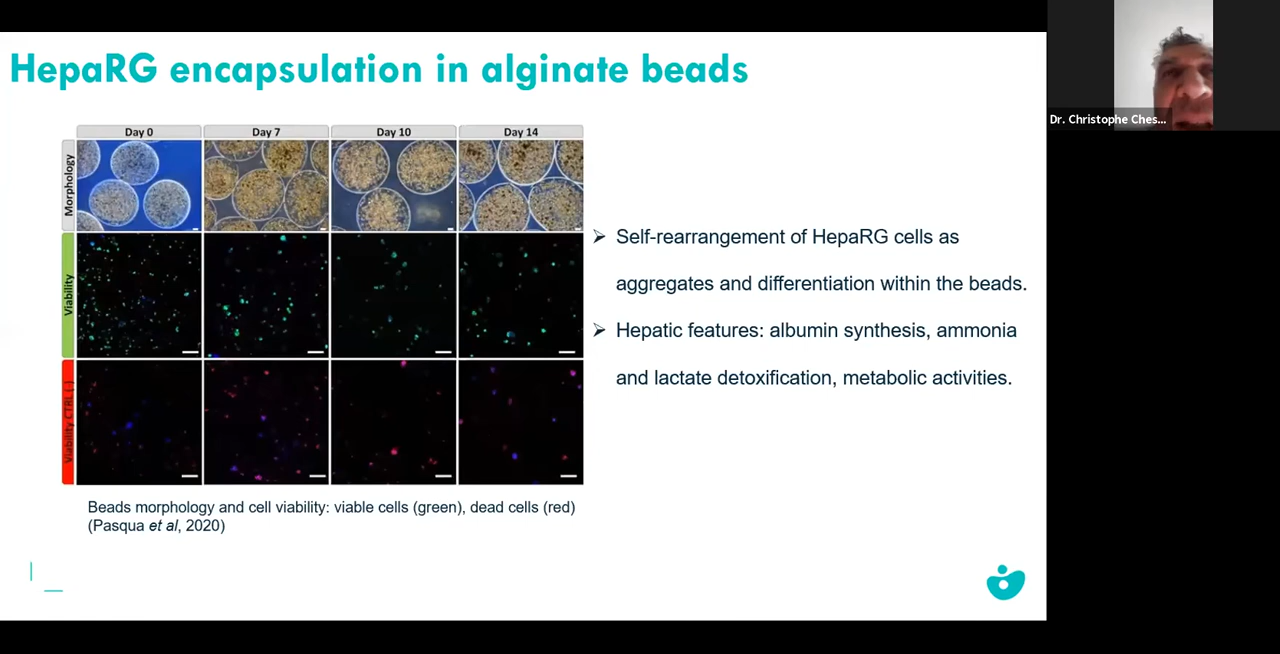 HepaRG encapsulation in alginate beads
Day 0
Day 7
Day 10
Day 14
Morphology
Viability
Viability CTRL (-)
➢ Self-rearrangement of HepaRG cells as
aggregates and differentiation within the beads.
➢ Hepatic features: albumin synthesis, ammonia
and lactate detoxification, metabolic activities.
Beads morphology and cell viability: viable cells (green), dead cells (red)
(Pasqua et al, 2020)
Dr. Christophe Ches...